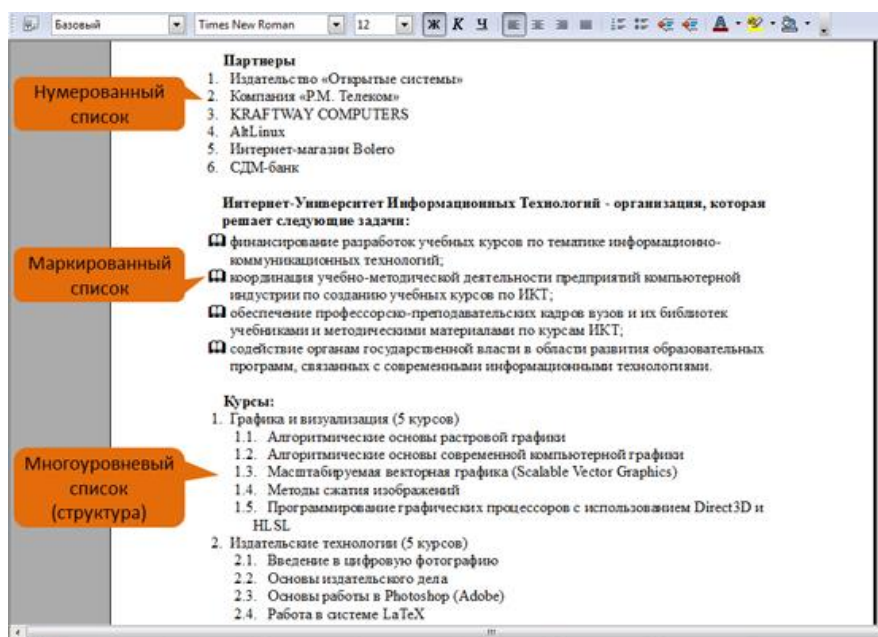 Базовый Times New Roman 12 Ж К Ч
Партнеры
1. Издательство «Открытые системы»
2. Компания «Р.М. Телеком»
3. KRAFTWAY COMPUTERS
4. AltLinux
5. Интернет-магазин Bolero
6. СДМ-банк
Нумерованный
список
Интернет-Университет Информационных Технологий - организация, которая
решает следующие задачи:
финансирование разработок учебных курсов по тематике информационно-
коммуникационных технологий;
координация учебно-методической деятельности предприятий компьютерной
индустрии по созданию учебных курсов по ИКТ;
обеспечение профессорско-преподавательских кадров вузов и их библиотек
учебниками и методическими материалами по курсам ИКТ;
содействие органам государственной власти в области развития образовательных
программ, связанных с современными информационными технологиями.
Маркированный
список
Курсы:
1. Графика и визуализация (5 курсов)
1.1. Алгоритмические основы растровой графики
1.2. Алгоритмические основы современной компьютерной графики
1.3. Масштабируемая векторная графика (Scalable Vector Graphics)
1.4. Методы сжатия изображений
1.5. Программирование графических процессоров с использованием Direct3D и
HLSL
2. Издательские технологии (5 курсов)
2.1. Введение в цифровую фотографию
2.2. Основы издательского дела
2.3. Основы работы в Photoshop (Adobe)
2.4. Работа в системе LaTeX
Многоуровневый
список
(структура)